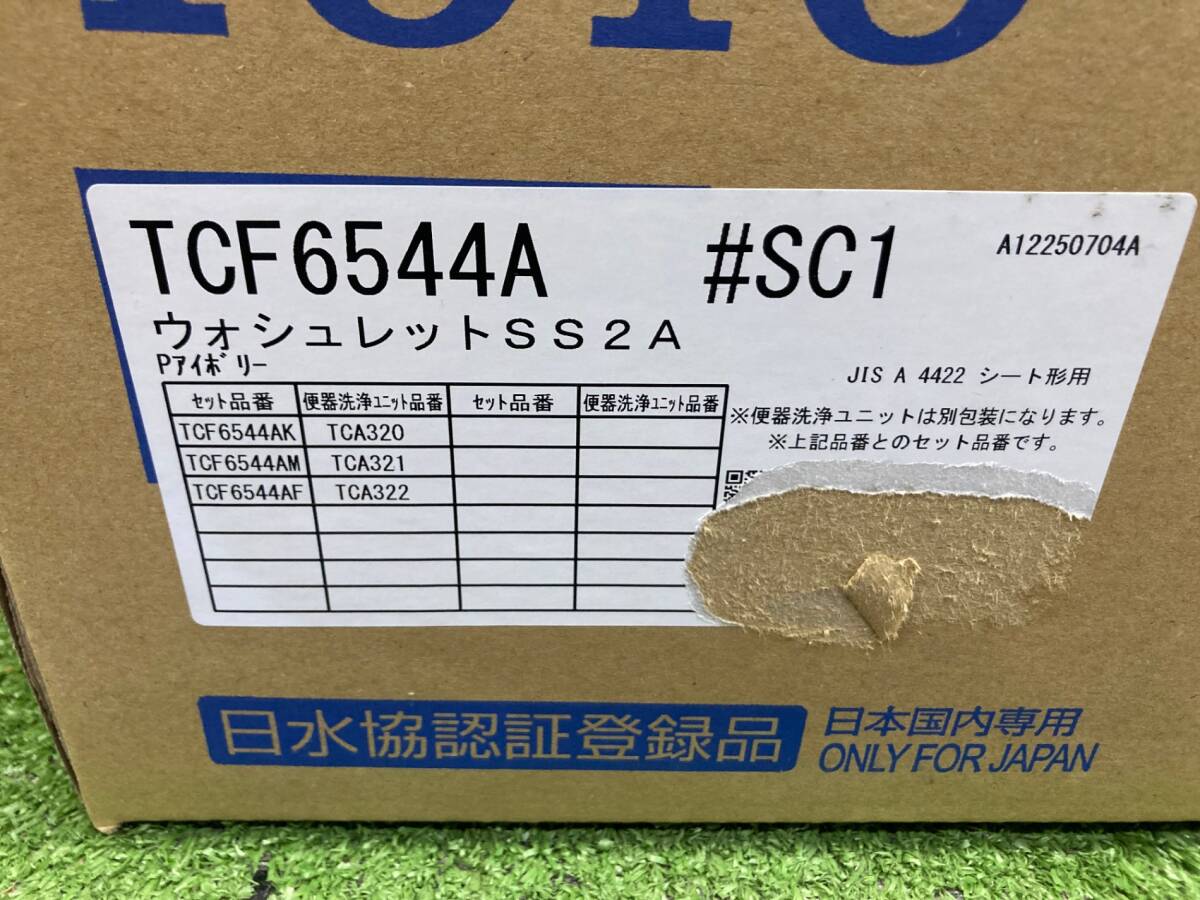 TOTO
TCF6544A #SC1 A12250704A
ウォシュレットSS2A
Pアイボリー
JIS A 4422 シート形用
セット品番 便器洗浄ユニット品番 セット品番 便器洗浄ユニット品番
※便器洗浄ユニットは別包装になります。
TCF6544AK TCA320
※上記品番とのセット品番です。
TCF6544AM TCA321
TCF6544AF TCA322
日水協認証登録品
日本国内専用
ONLY FOR JAPAN